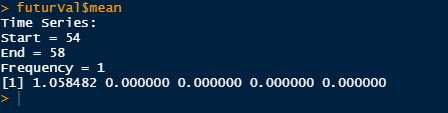 > futurVal$mean
Time Series:
Start = 54
End = 58
Frequency = 1
[1] 1.058482 0.000000 0.000000 0.000000 0.000000
>